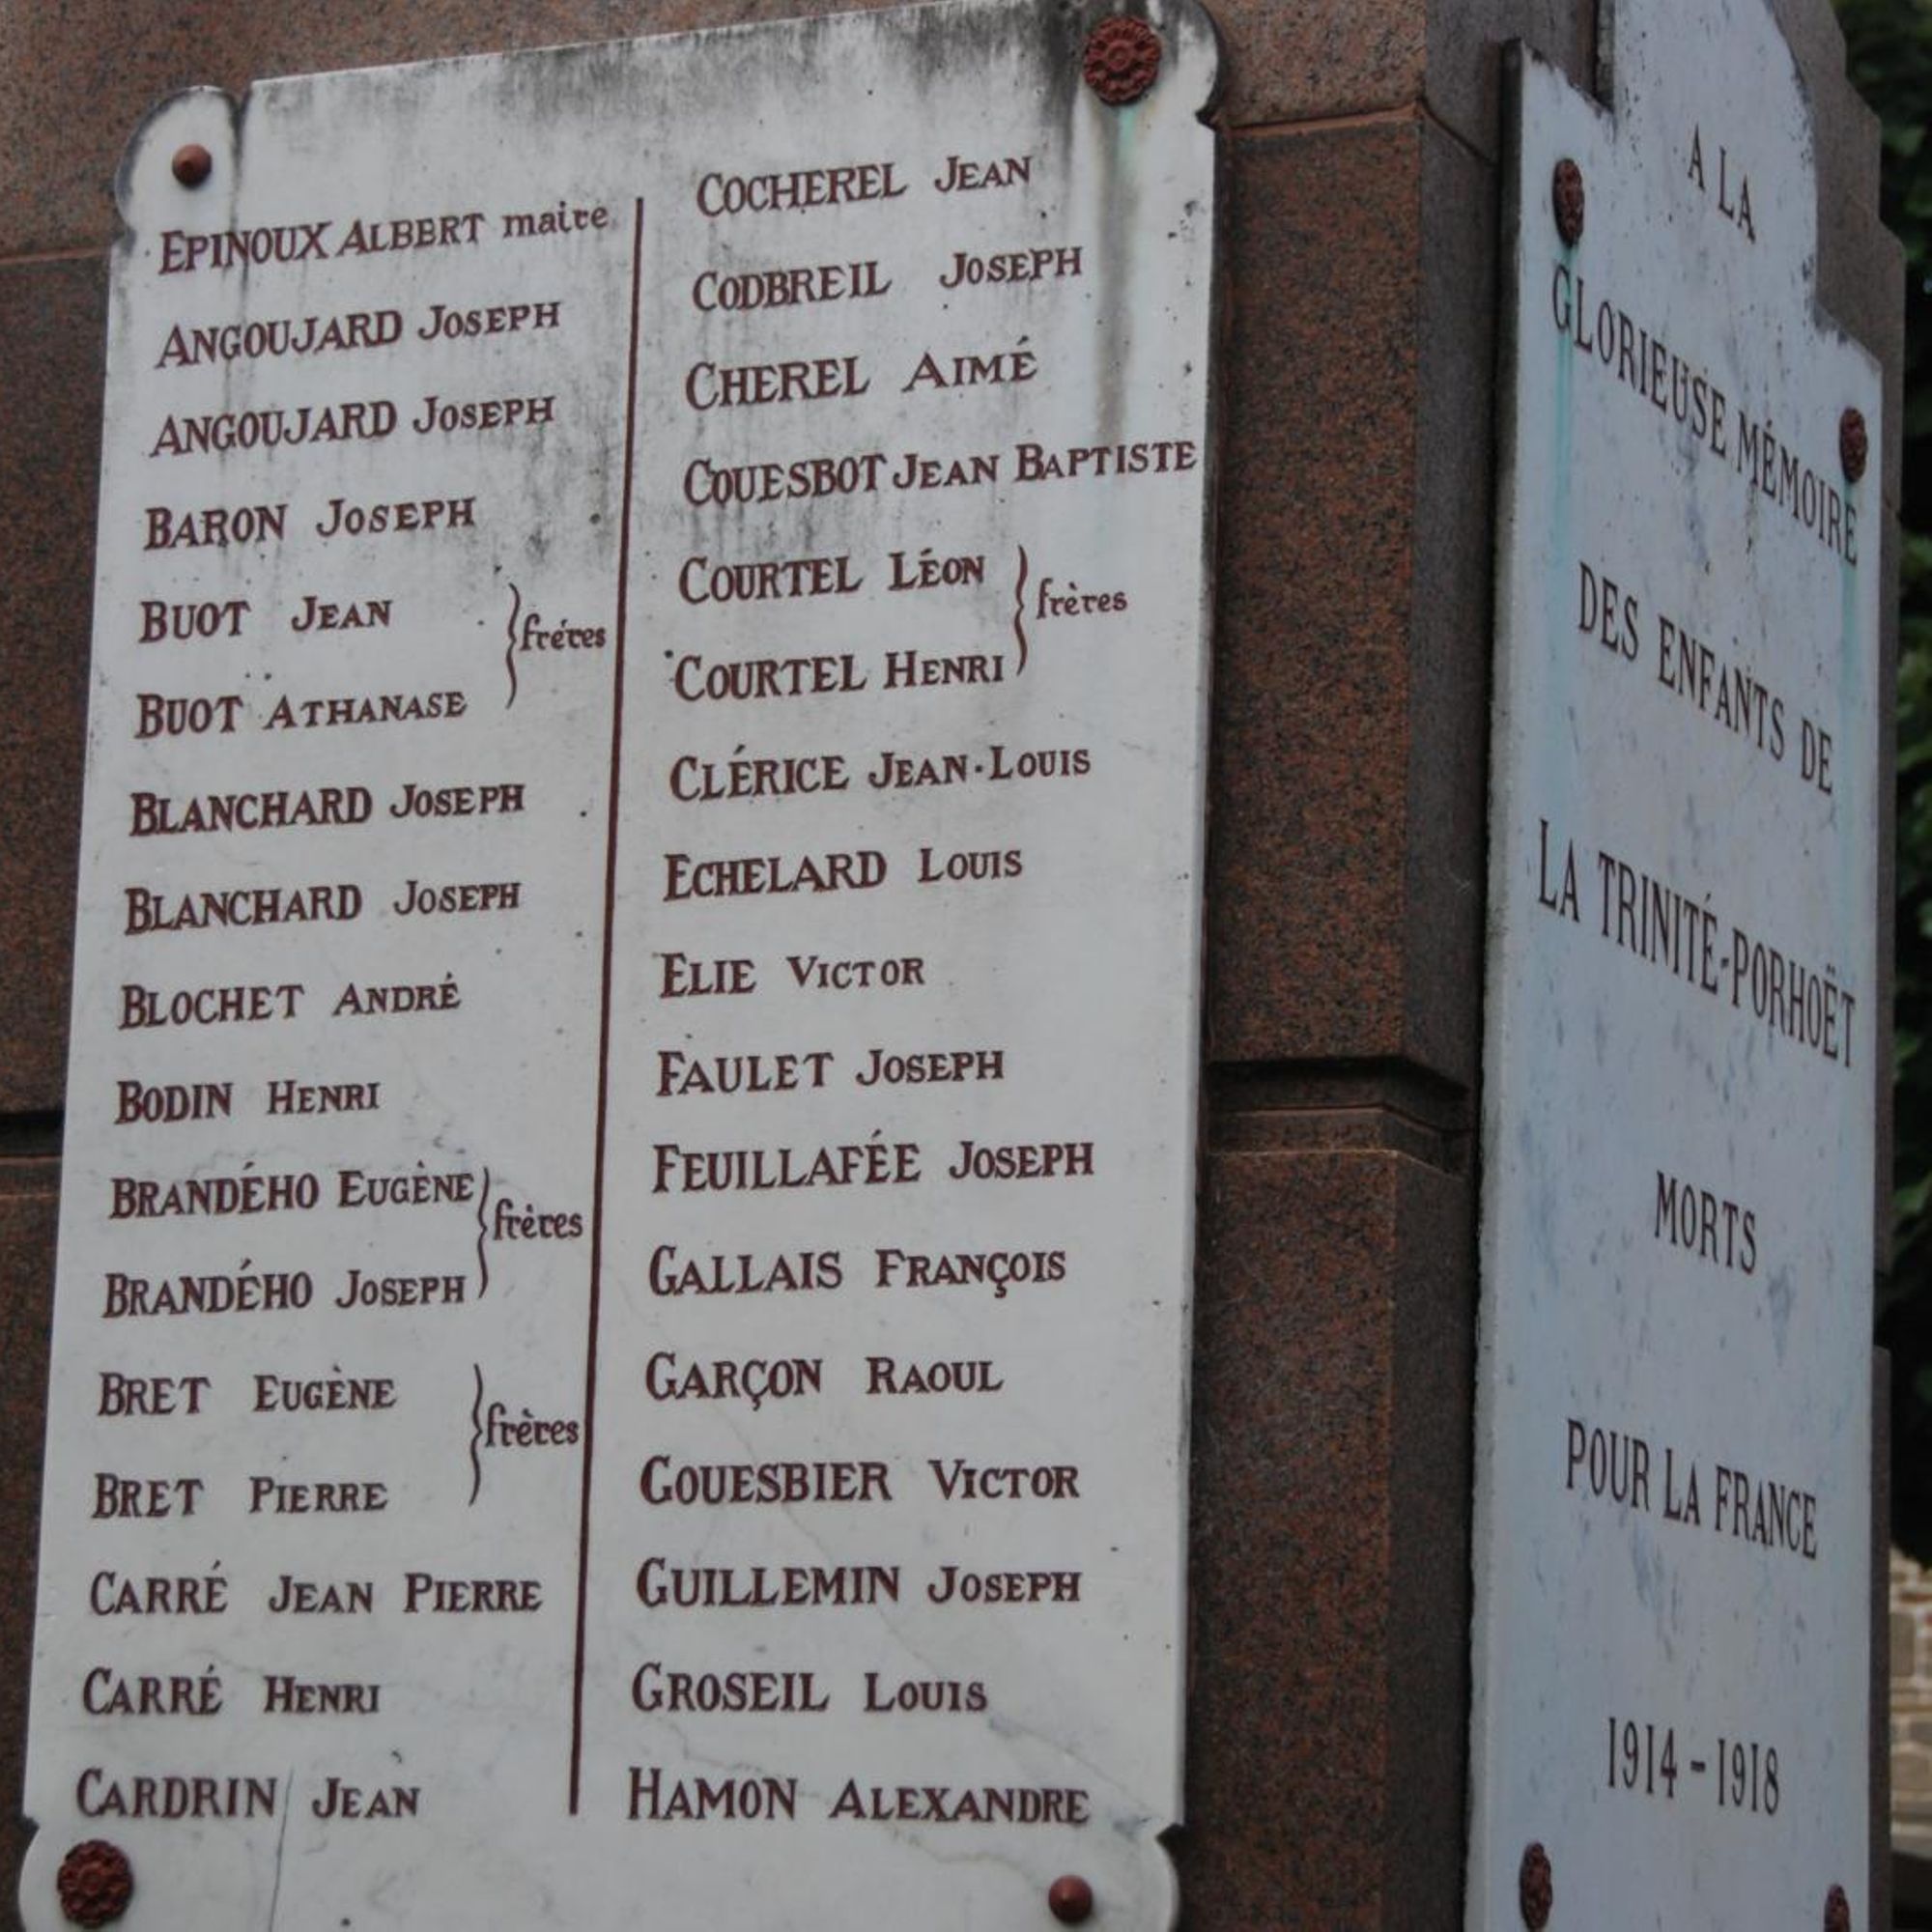 EPINOUX ALBERT maire
ANGOUJARD JOSEPH
ANGOUJARD JOSEPH
BARON JOSEPH
BUOT JEAN
BUOT ATHANASE
fréres
BLANCHARD JOSEPH
BLANCHARD JOSEPH
BLOCHET ANDRÉ
BODIN HENRI
BRANDÉHO EUGÈNE
BRANDÉHO JOSEPH
frères
BRET EUGÈNE
BRET PIERRE
frères
CARRÉ JEAN PIERRE
CARRÉ HENRI
CARDRIN JEAN
COCHEREL JEAN
CODBREIL JOSEPH
CHEREL AIMÉ
COUESBOT JEAN BAPTISTE
COURTEL LÉON
COURTEL HENRI
frères
CLÉRICE JEAN-LOUIS
ECHELARD LOUIS
ELIE VICTOR
FAULET JOSEPH
FEUILLAFÉE JOSEPH
GALLAIS FRANÇOIS
GARÇON RAOUL
GOUESBIER VICTOR
GUILLEMIN JOSEPH
GROSEIL LOUIS
HAMON ALEXANDRE
A LA
GLORIEUSE MÉMOIRE
DES ENFANTS DE
LA TRINITÉ-PORHOËT
MORTS
POUR LA FRANCE
1914-1918